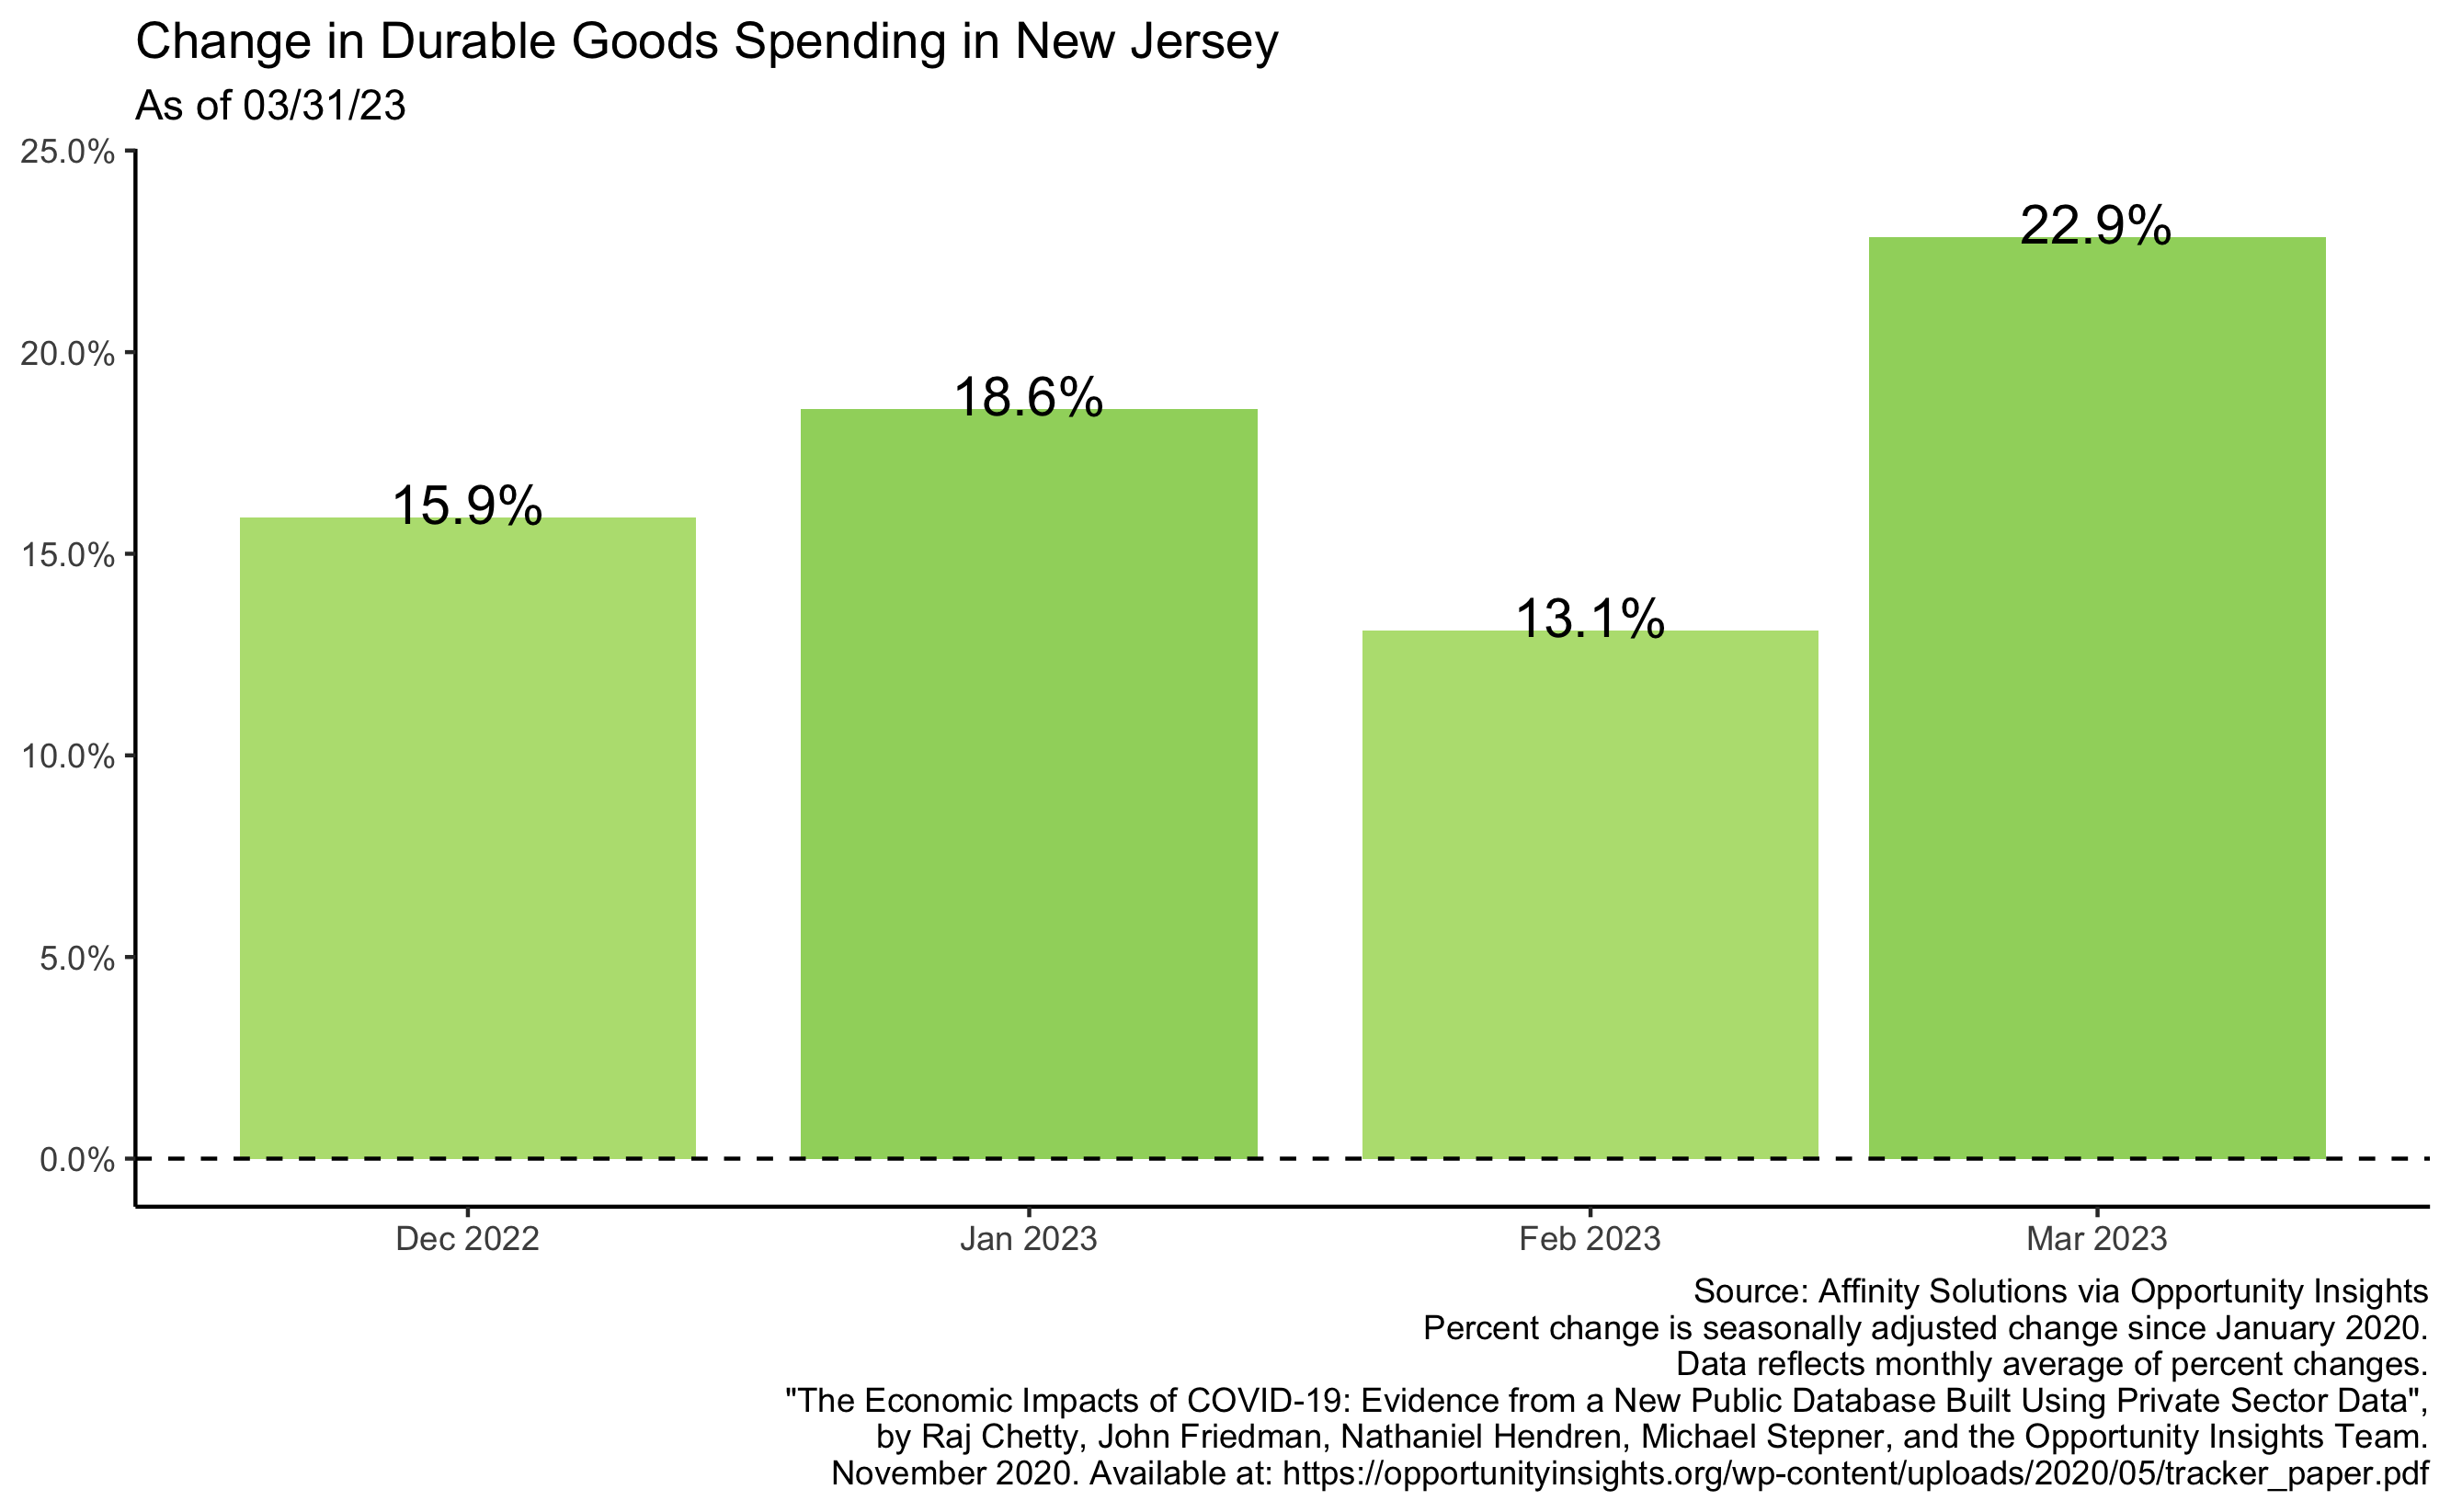 Change in Durable Goods Spending in New Jersey
As of 03/31/23
25.0%
20.0%
15.0%
10.0%
5.0%
0.0%
15.9%
18.6%
13.1%
22.9%
Dec 2022
Jan 2023
Feb 2023
Mar 2023
Source: Affinity Solutions via Opportunity Insights
Percent change is seasonally adjusted change since January 2020.
Data reflects monthly average of percent changes.
"The Economic Impacts of COVID-19: Evidence from a New Public Database Built Using Private Sector Data",
by Raj Chetty, John Friedman, Nathaniel Hendren, Michael Stepner, and the Opportunity Insights Team.
November 2020. Available at: https://opportunityinsights.org/wp-content/uploads/2020/05/tracker_paper.pdf